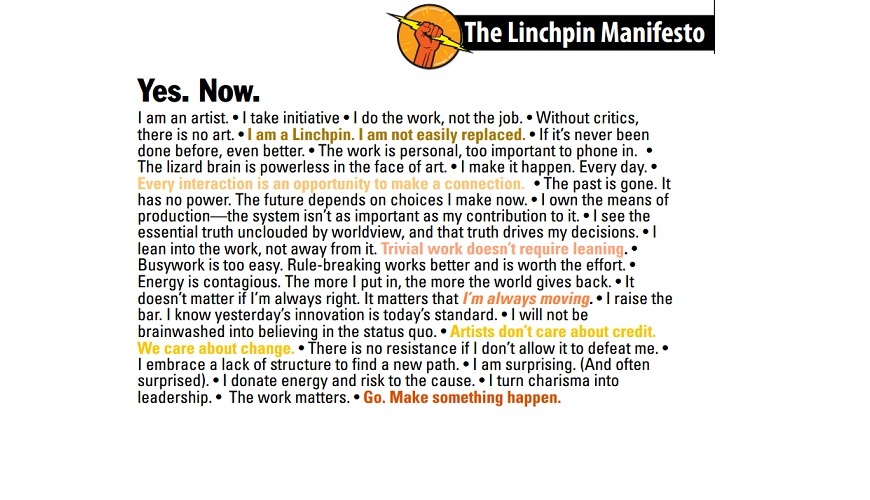 The Linchpin Manifesto
Yes. Now.
I am an artist. • I take initiative • I do the work, not the job. • Without critics,
there is no art. • I am a Linchpin. I am not easily replaced. • If it’s never been
done before, even better. • The work is personal, too important to phone in. •
The lizard brain is powerless in the face of art. • I make it happen. Every day. •
Every interaction is an opportunity to make a connection. • The past is gone. It
has no power. The future depends on choices I make now. • I own the means of
production—the system isn’t as important as my contribution to it. • I see the
essential truth unclouded by worldview, and that truth drives my decisions. • I
lean into the work, not away from it. Trivial work doesn’t require leaning. •
Busywork is too easy. Rule-breaking works better and is worth the effort. •
Energy is contagious. The more I put in, the more the world gives back. • It
doesn’t matter if I’m always right. It matters that I’m always moving. • I raise the
bar. I know yesterday’s innovation is today’s standard. • I will not be
brainwashed into believing in the status quo. • Artists don’t care about credit.
We care about change. • There is no resistance if I don’t allow it to defeat me. •
I embrace a lack of structure to find a new path. • I am surprising. (And often
surprised). • I donate energy and risk to the cause. • I turn charisma into
leadership. • The work matters. • Go. Make something happen.